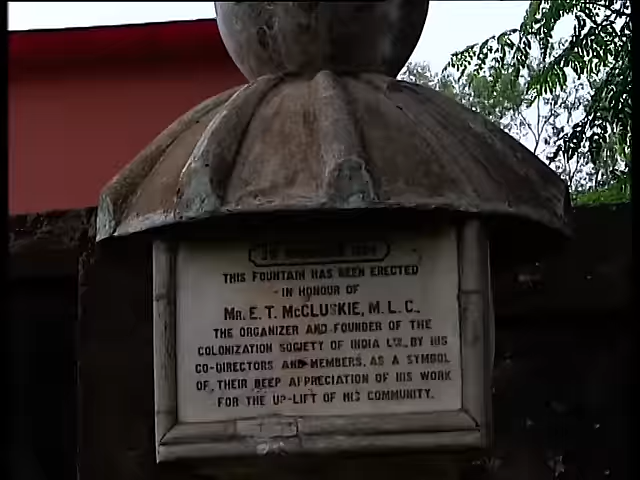 THIS FOUNTAIN HAS BEEN ERECTED
IN HONOUR OF
MR. E. T. McCLUSKIE, M. L. C.,
THE ORGANIZER AND FOUNDER OF THE
COLONIZATION SOCIETY OF INDIA LTD., BY HIS
CO-DIRECTORS AND MEMBERS, AS A SYMBOL
OF THEIR DEEP APPRECIATION OF HIS WORK
FOR THE UP-LIFT OF HIS COMMUNITY.